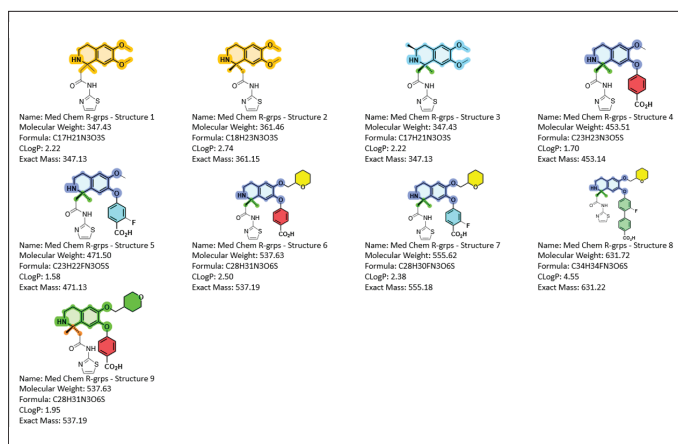 Name: Med Chem R-grps - Structure 1
Molecular Weight: 347.43
Formula: C17H21N3O3S
CLogP: 2.22
Exact Mass: 347.13
Name: Med Chem R-grps - Structure 2
Molecular Weight: 361.46
Formula: C18H23N3O3S
CLogP: 2.74
Exact Mass: 361.15
Name: Med Chem R-grps - Structure 3
Molecular Weight: 347.43
Formula: C17H21N3O3S
CLogP: 2.22
Exact Mass: 347.13
Name: Med Chem R-grps - Structure 4
Molecular Weight: 453.51
Formula: C23H23N3O5S
CLogP: 1.70
Exact Mass: 453.14
Name: Med Chem R-grps - Structure 5
Molecular Weight: 471.50
Formula: C23H22FN3O5S
CLogP: 1.58
Exact Mass: 471.13
Name: Med Chem R-grps - Structure 6
Molecular Weight: 537.63
Formula: C28H31N3O6S
CLogP: 2.50
Exact Mass: 537.19
Name: Med Chem R-grps - Structure 7
Molecular Weight: 555.62
Formula: C28H30FN3O6S
CLogP: 2.38
Exact Mass: 555.18
Name: Med Chem R-grps - Structure 8
Molecular Weight: 631.72
Formula: C34H34FN3O6S
CLogP: 4.55
Exact Mass: 631.22
Name: Med Chem R-grps - Structure 9
Molecular Weight: 537.63
Formula: C28H31N3O6S
CLogP: 1.95
Exact Mass: 537.19